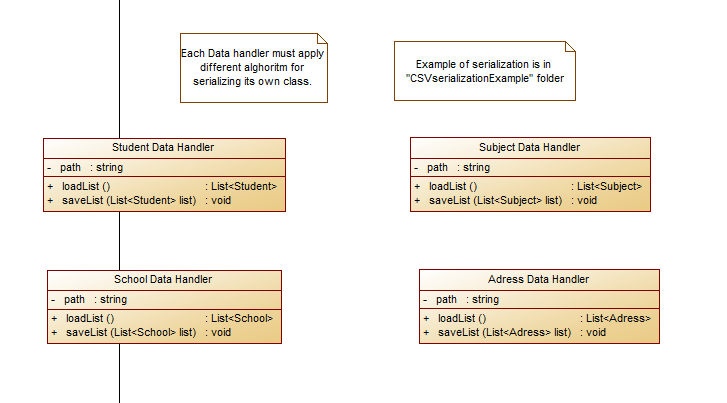 Each Data handler must apply
different alghoritm for
serializing its own class.
Example of serialization is in
"CSVserializationExample" folder
Student Data Handler
- path : string
+ loadList () : List<Student>
+ saveList (List<Student> list) : void
Subject Data Handler
- path : string
+ loadList () : List<Subject>
+ saveList (List<Subject> list) : void
School Data Handler
- path : string
+ loadList () : List<School>
+ saveList (List<School> list) : void
Adress Data Handler
- path : string
+ loadList () : List<Adress>
+ saveList (List<Adress> list) : void